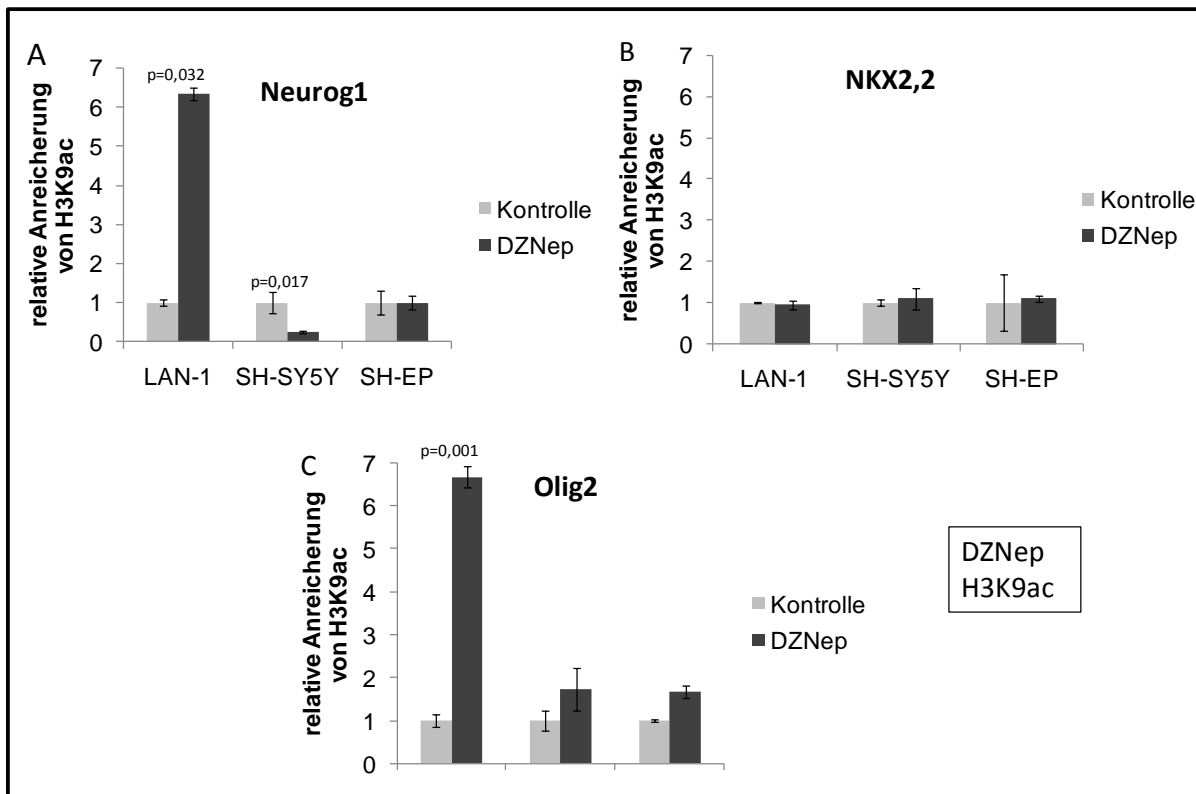 A
7
6
5
4
3
2
1
0
relative Anreicherung
von H3K9ac
p=0,032
Neurog1
p=0,017
Kontrolle
DZNep
LAN-1 SH-SY5Y SH-EP
B
7
6
5
4
3
2
1
0
relative Anreicherung
von H3K9ac
NKX2,2
Kontrolle
DZNep
LAN-1 SH-SY5Y SH-EP
C
7
6
5
4
3
2
1
0
relative Anreicherung
von H3K9ac
p=0,001
Olig2
Kontrolle
DZNep
DZNep
H3K9ac